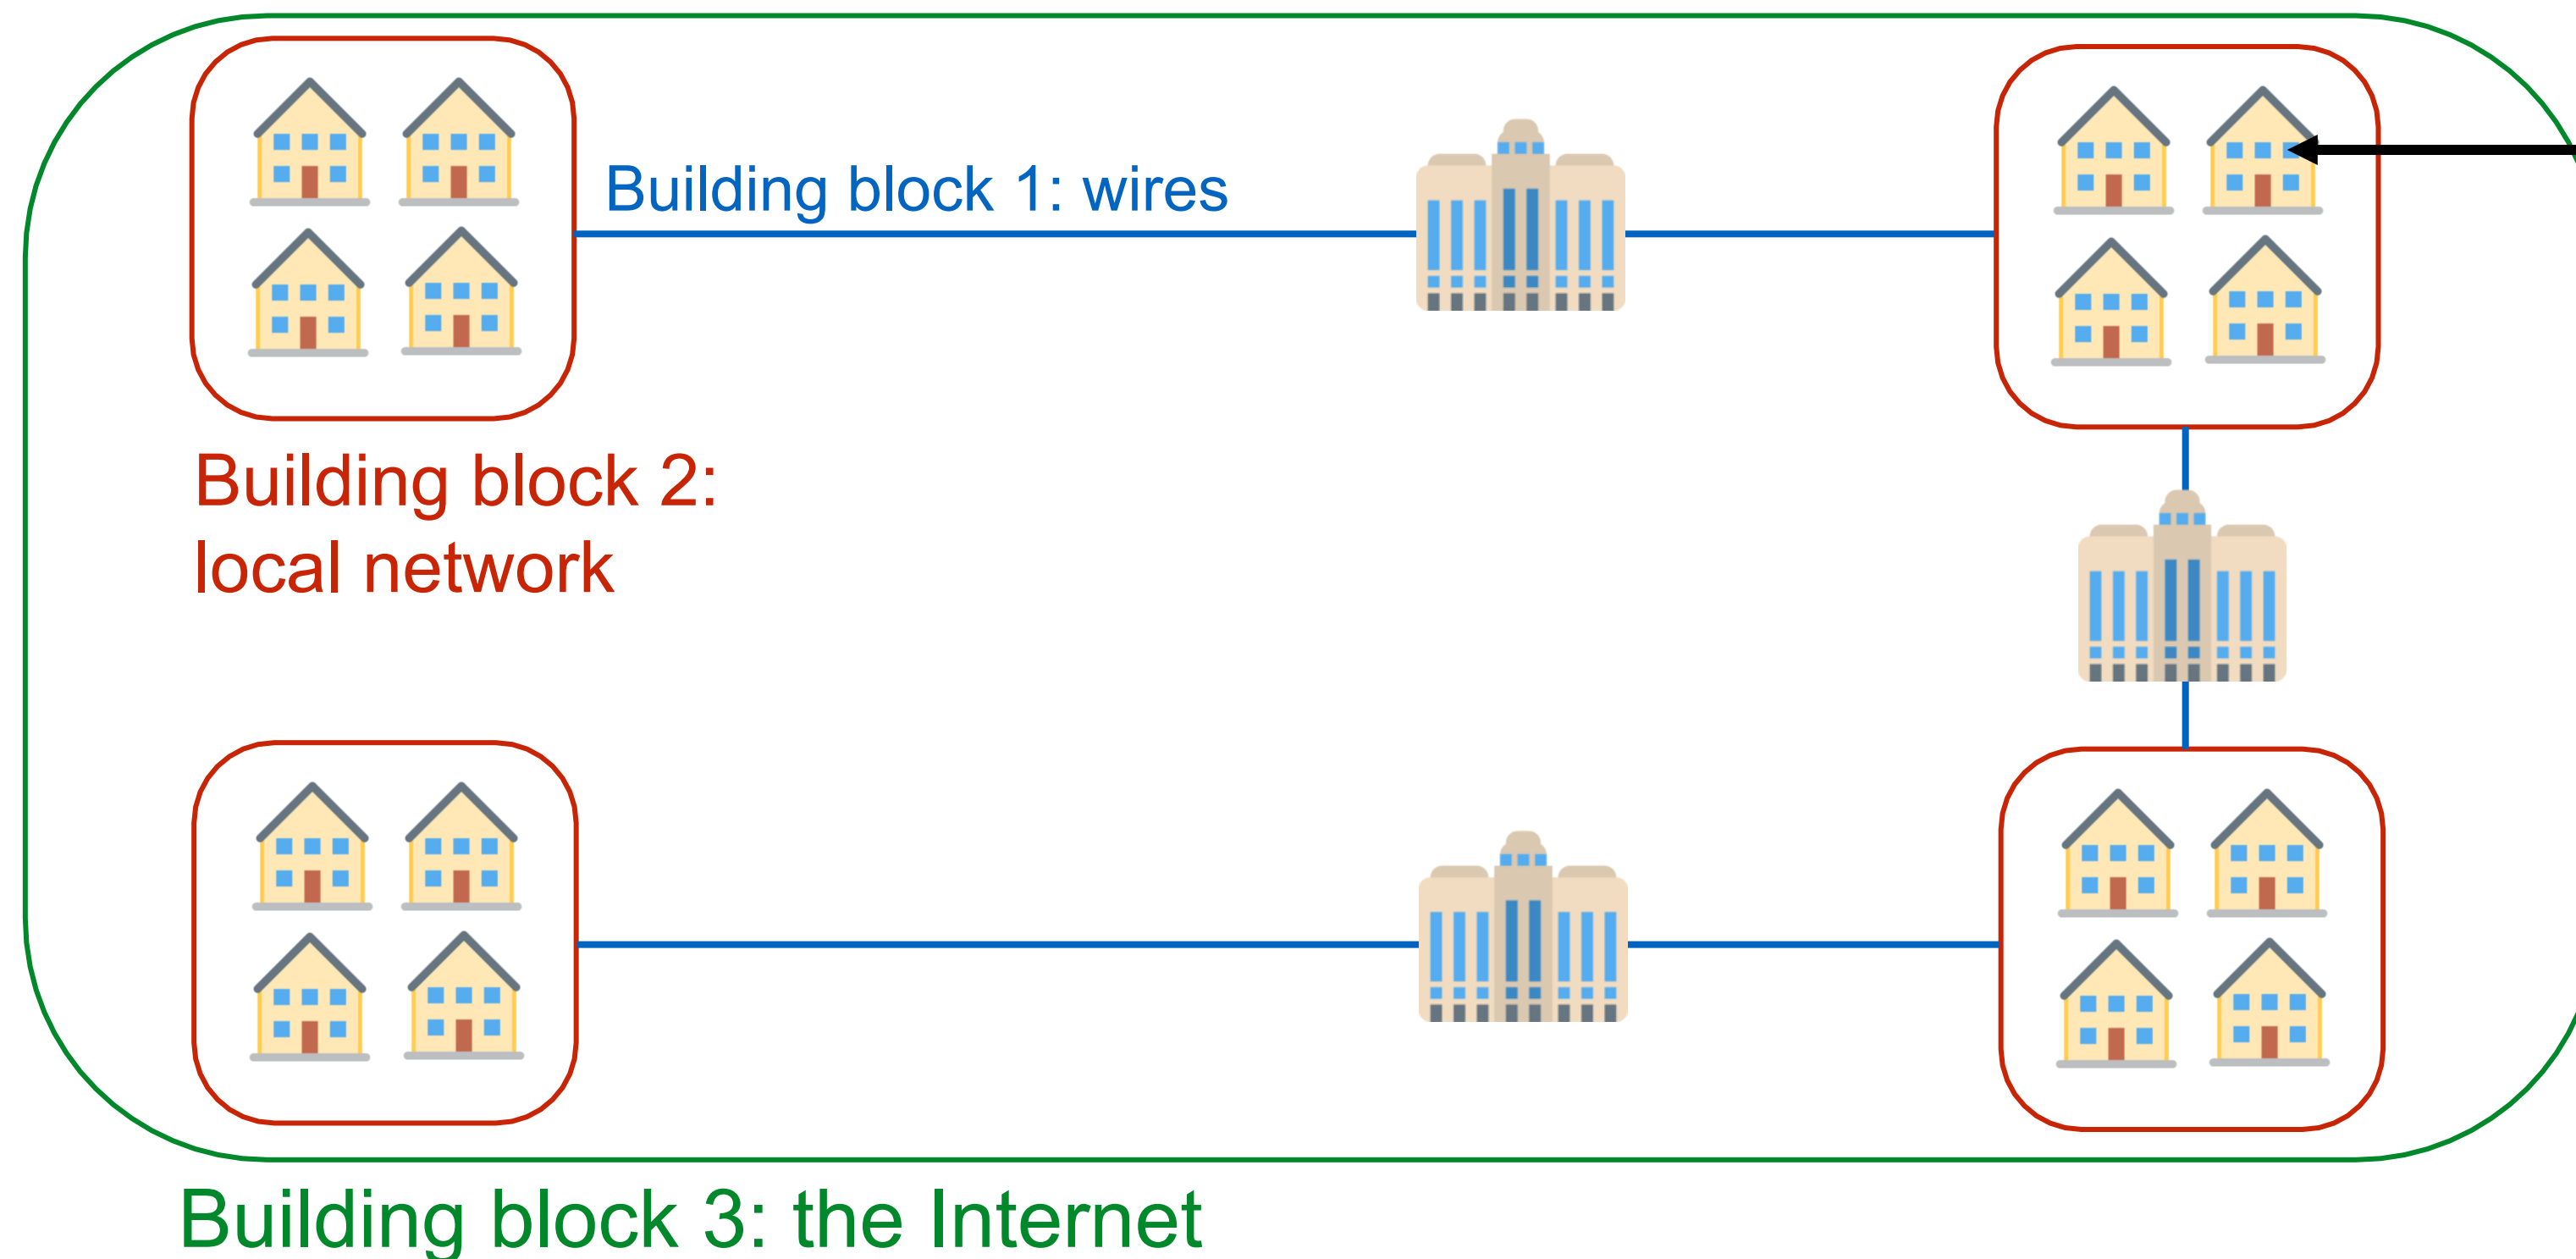 Building block 1: wires
Building block 2:
local network
Building block 3: the Internet